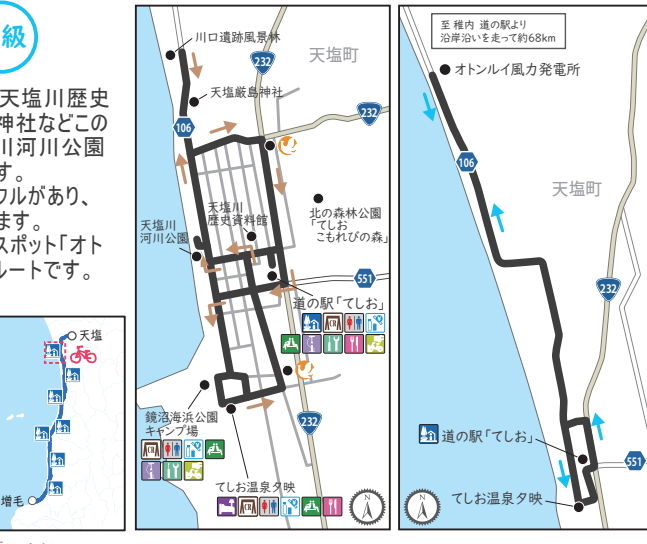 級
天塩川歴史
神社などこの
川河川公園
す。
フルがあり、
ます。
スポット「オト
ルートです。
天塩
増毛
川口遺跡風景林
天塩町
232
天塩厳島神社
232
106
天塩川
歴史資料館
北の森林公園
「てしお
こもれびの森」
天塩川
河川公園
551
道の駅「てしお」
鏡沼海浜公園
キャンプ場
232
てしお温泉夕映
N
至 稚内 道の駅より
沿岸沿いを走って約68km
オトンルイ風力発電所
106
天塩町
232
道の駅「てしお」
551
てしお温泉夕映
N